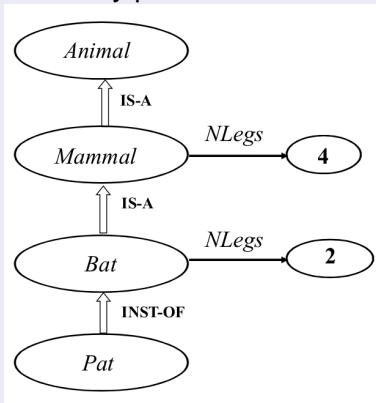 Animal
IS-A
NLegs
Mammal
4
IS-A
NLegs
Bat
2
INST-OF
Pat